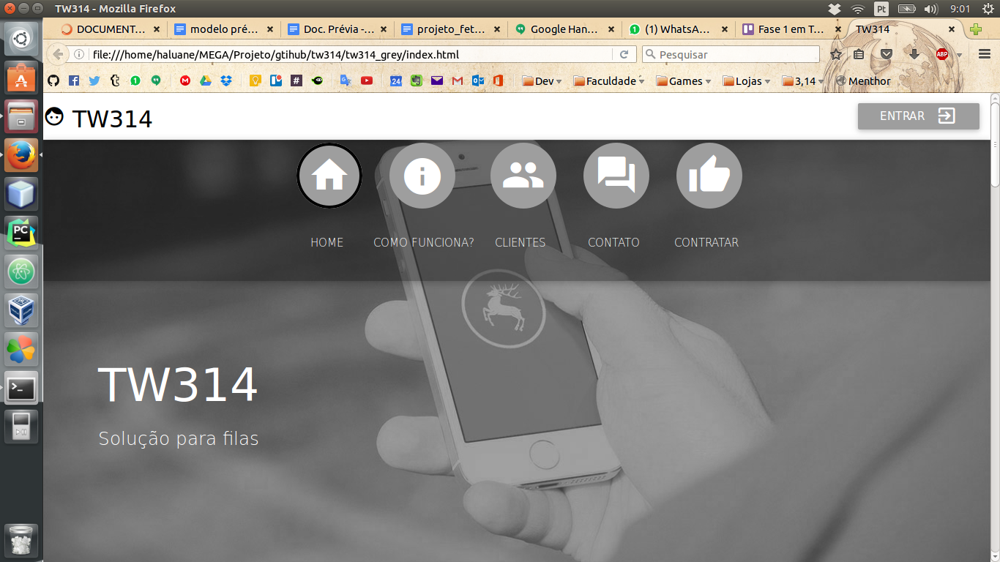 TW314 - Mozilla Firefox
Pt
9:01
DOCUMENT...
modelo pré...
Doc. Prévia -...
projeto_fet...
Google Han...
(1) WhatsA...
Fase 1 em T...
TW314
file:///home/haluane/MEGA/Projeto/gtihub/tw314/tw314_grey/index.html
Pesquisar
ABP
Dev
Faculdade
Games
Lojas
3,14
Menthor
TW314
ENTRAR
HOME
COMO FUNCIONA?
CLIENTES
CONTATO
CONTRATAR
TW314
Solução para filas